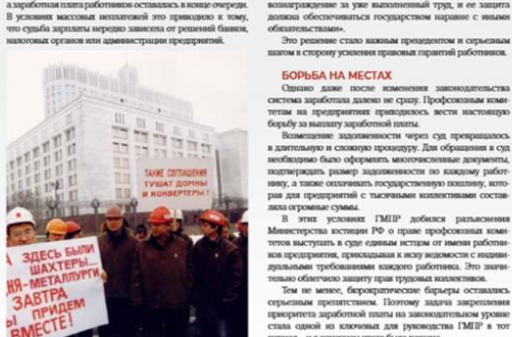 а заработная плата работников оставалась в конце очереди.
В условиях массовых неплатежей это приводило к тому,
что судьба зарплаты нередко зависела от решений банков,
налоговых органов или администрации предприятий.
ТАКИЕ СОГЛАШЕНИЯ
ТУШАТ ДОМНЫ
И КОНВЕРТЕРЫ!
А ЗДЕСЬ БЫЛИ
ШАХТЕРЫ...
МЕТАЛЛУРГИ
ЗАВТРА
ПРИДЕМ
ВМЕСТЕ!
вознаграждение за уже выполненный труд, и ее защита
должна обеспечиваться государством наравне с иными
обязательствами».
Это решение стало важным прецедентом и серьезным
шагом в сторону усиления правовых гарантий работников.
БОРЬБА НА МЕСТАХ
Однако даже после изменения законодательства
система заработала далеко не сразу. Профсоюзным коми-
тетам на предприятиях приходилось вести настоящую
борьбу за выплату заработной платы.
Возмещение задолженности через суд превращалось
в длительную и сложную процедуру. Для обращения в суд
необходимо было оформлять многочисленные документы,
подтверждать размер задолженности по каждому работ-
нику, а также оплачивать государственную пошлину, кото-
рая для предприятий с тысячными коллективами состав-
ляла огромные суммы.
В этих условиях ГМПР добился разъяснения
Министерства юстиции РФ о праве профсоюзных коми-
тетов выступать в суде единым истцом от имени работни-
ков предприятия, прикладывая к иску ведомости с индиви-
дуальными требованиями каждого работника. Это значи-
тельно облегчило защиту прав трудовых коллективов.
Тем не менее, бюрократические барьеры оставались
серьезным препятствием. Поэтому задача закрепления
приоритета заработной платы на законодательном уровне
стала одной из ключевых для руководства ГМПР в тот